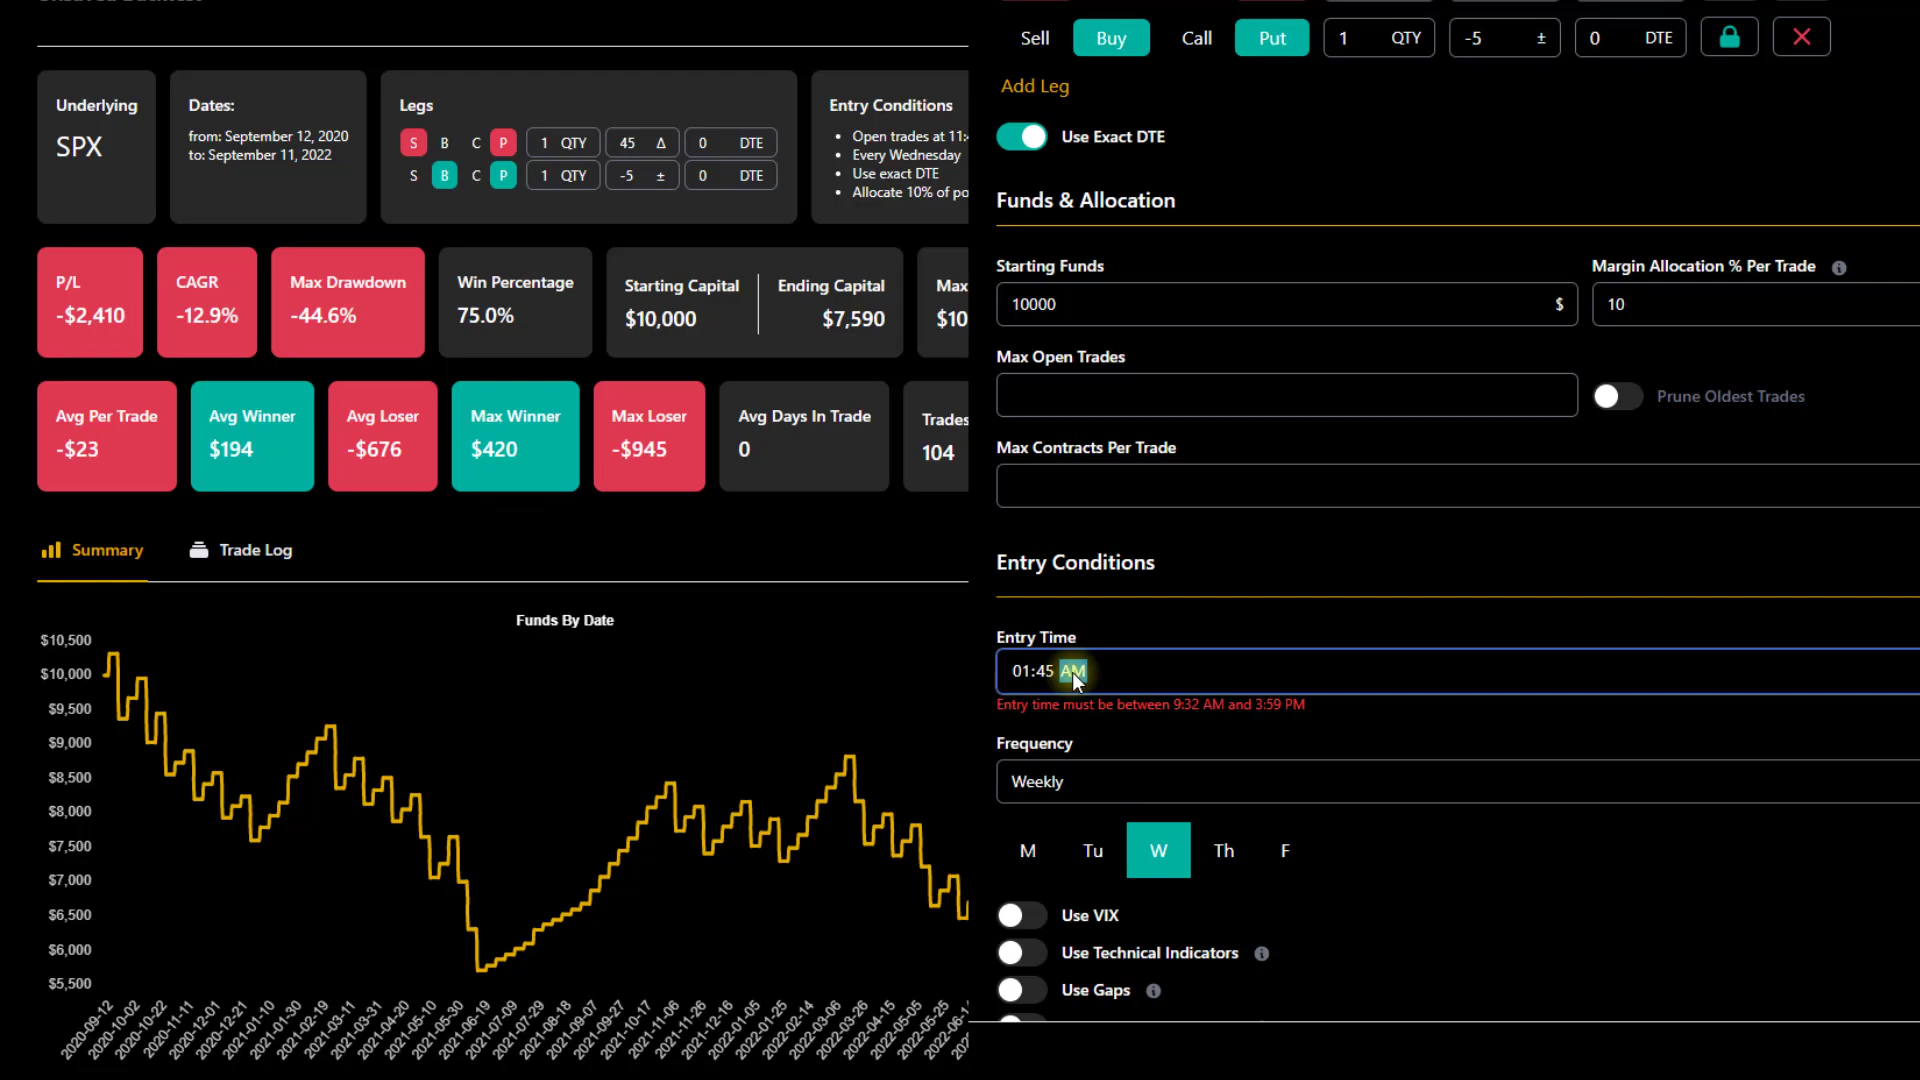 Sell Buy Call Put 1 QTY -5 ± 0 DTE
Add Leg
Use Exact DTE
Underlying
SPX
Dates:
from: September 12, 2020
to: September 11, 2022
Legs
S B C P 1 QTY 45 Δ 0 DTE
S B C P 1 QTY -5 ± 0 DTE
Entry Conditions
• Open trades at 11:4
• Every Wednesday
• Use exact DTE
• Allocate 10% of po
P/L
-$2,410
CAGR
-12.9%
Max Drawdown
-44.6%
Win Percentage
75.0%
Starting Capital
$10,000
Ending Capital
$7,590
Max
$10
Avg Per Trade
-$23
Avg Winner
$194
Avg Loser
-$676
Max Winner
$420
Max Loser
-$945
Avg Days In Trade
0
Trades
104
Summary
Trade Log
Funds By Date
$10,500
$10,000
$9,500
$9,000
$8,500
$8,000
$7,500
$7,000
$6,500
$6,000
$5,500
2020-09-12
2020-10-02
2020-10-22
2020-11-11
2020-12-01
2020-12-21
2021-01-10
2021-01-30
2021-02-19
2021-03-11
2021-03-31
2021-04-20
2021-05-10
2021-05-30
2021-06-19
2021-07-09
2021-07-29
2021-08-18
2021-09-07
2021-09-27
2021-10-17
2021-11-06
2021-11-26
2021-12-16
2022-01-05
2022-01-25
2022-02-14
2022-03-06
2022-03-26
2022-04-15
2022-05-05
2022-05-25
Funds & Allocation
Starting Funds
10000 $
Margin Allocation % Per Trade
10
Max Open Trades
Prune Oldest Trades
Max Contracts Per Trade
Entry Conditions
Entry Time
01:45 AM
Entry time must be between 9:32 AM and 3:59 PM
Frequency
Weekly
M Tu W Th F
Use VIX
Use Technical Indicators
Use Gaps